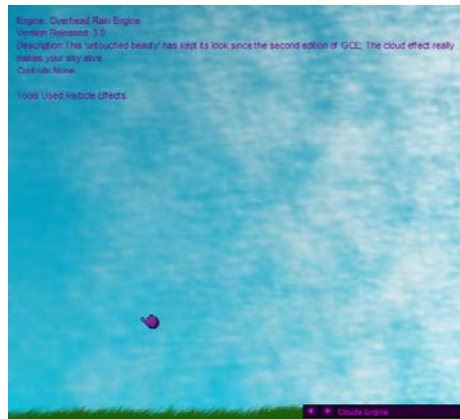 Engine: Overhead Rain Engine
Version Released: 3.0
Description:This 'untouched beauty' has kept its look since the second edition of GCE; The cloud effect really
makes your sky alive.
Controls:None
Tools Used:Particle Effects
Clouds Engine